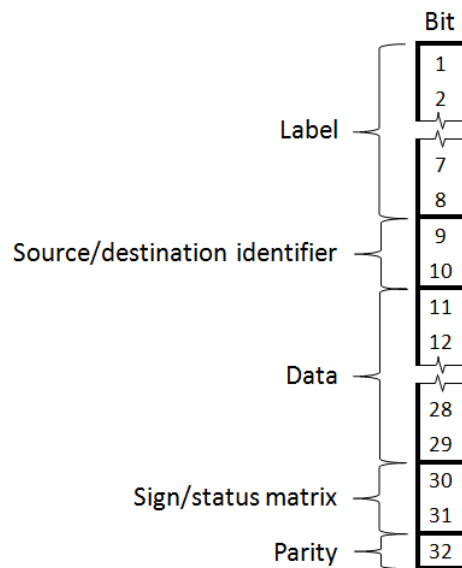 Bit
1
2
Label
7
8
9
Source/destination identifier
10
11
12
Data
28
29
30
Sign/status matrix
31
Parity
32